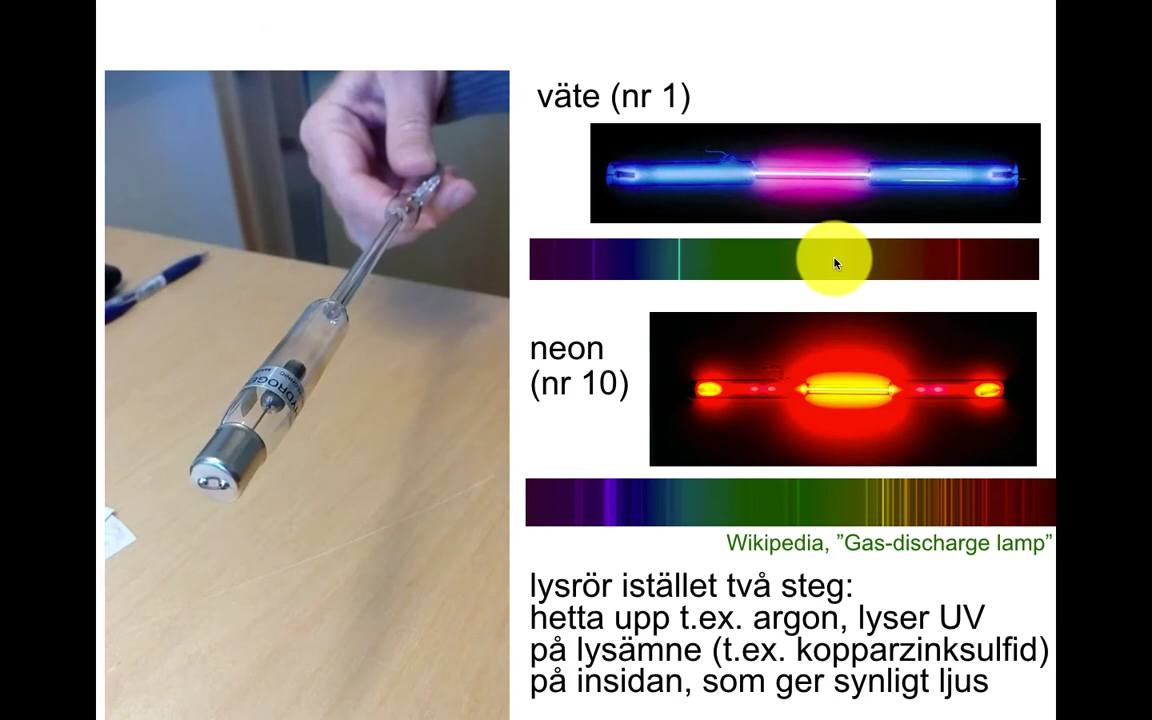 väte (nr 1)
neon
(nr 10)
Wikipedia, ”Gas-discharge lamp”
lysrör istället två steg:
hetta upp t.ex. argon, lyser UV
på lysämne (t.ex. kopparzinksulfid)
på insidan, som ger synligt ljus